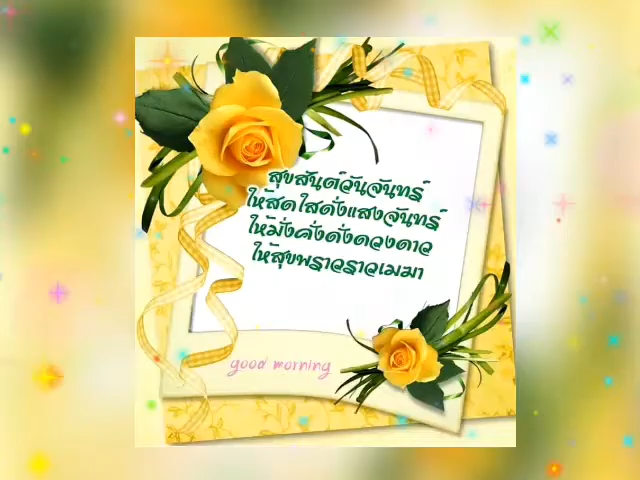 สุขสันต์วันจันทร์
ให้สดใสดั่งแสงจันทร์
ให้มั่งคั่งดั่งดวงดาว
ให้สุขพราวราวเมฆา
good morning